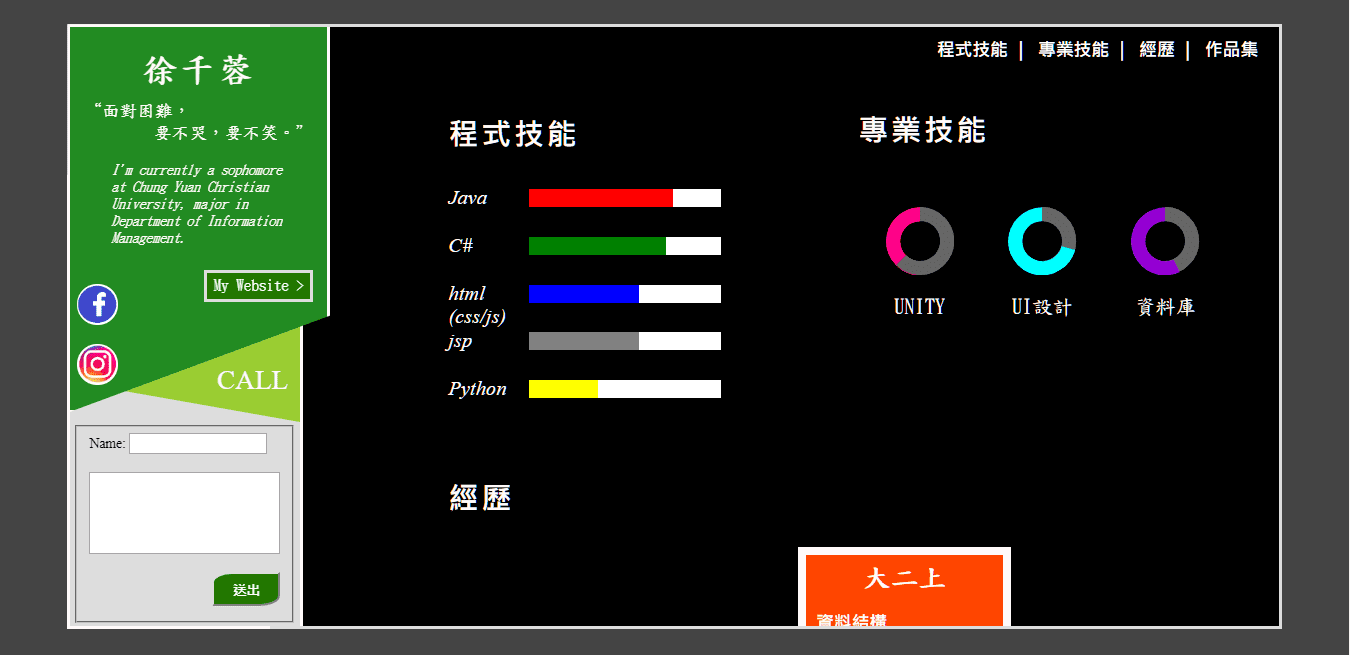 徐千蓉
“面對困難，
要不哭，要不笑。”
I'm currently a sophomore
at Chung Yuan Christian
University, major in
Department of Information
Management.
My Website >
CALL
Name:
送出
程式技能 | 專業技能 | 經歷 | 作品集
程式技能
Java
C#
html
(css/js)
jsp
Python
專業技能
UNITY UI設計 資料庫
經歷
大二上
資料結構